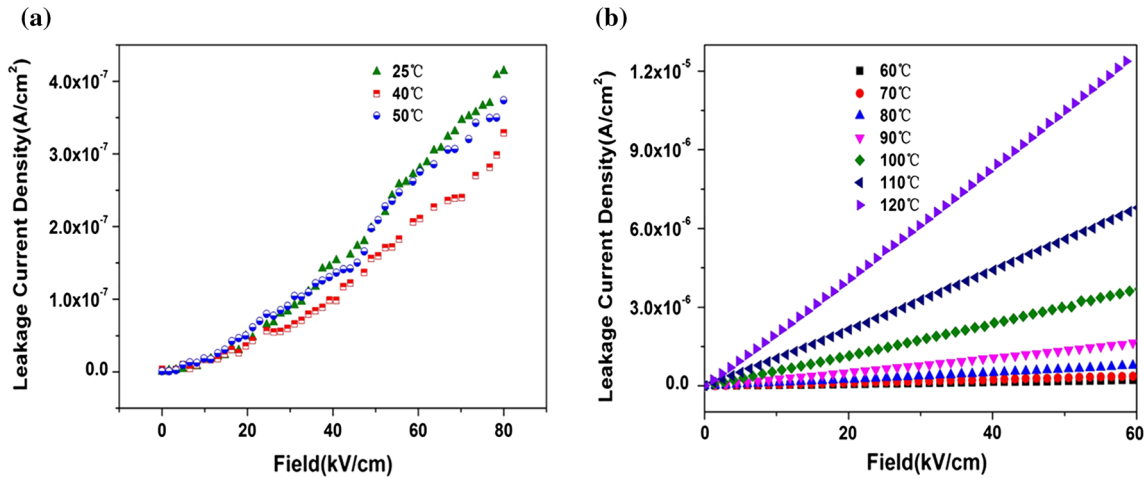 (a)
Leakage Current Density(A/cm²)
4.0x10⁻⁷
3.0x10⁻⁷
2.0x10⁻⁷
1.0x10⁻⁷
0.0
25℃
40℃
50℃
0 20 40 60 80
Field(kV/cm)
(b)
Leakage Current Density(A/cm²)
1.2x10⁻⁵
9.0x10⁻⁶
6.0x10⁻⁶
3.0x10⁻⁶
0.0
60℃
70℃
80℃
90℃
100℃
110℃
120℃
0 20 40 60
Field(kV/cm)